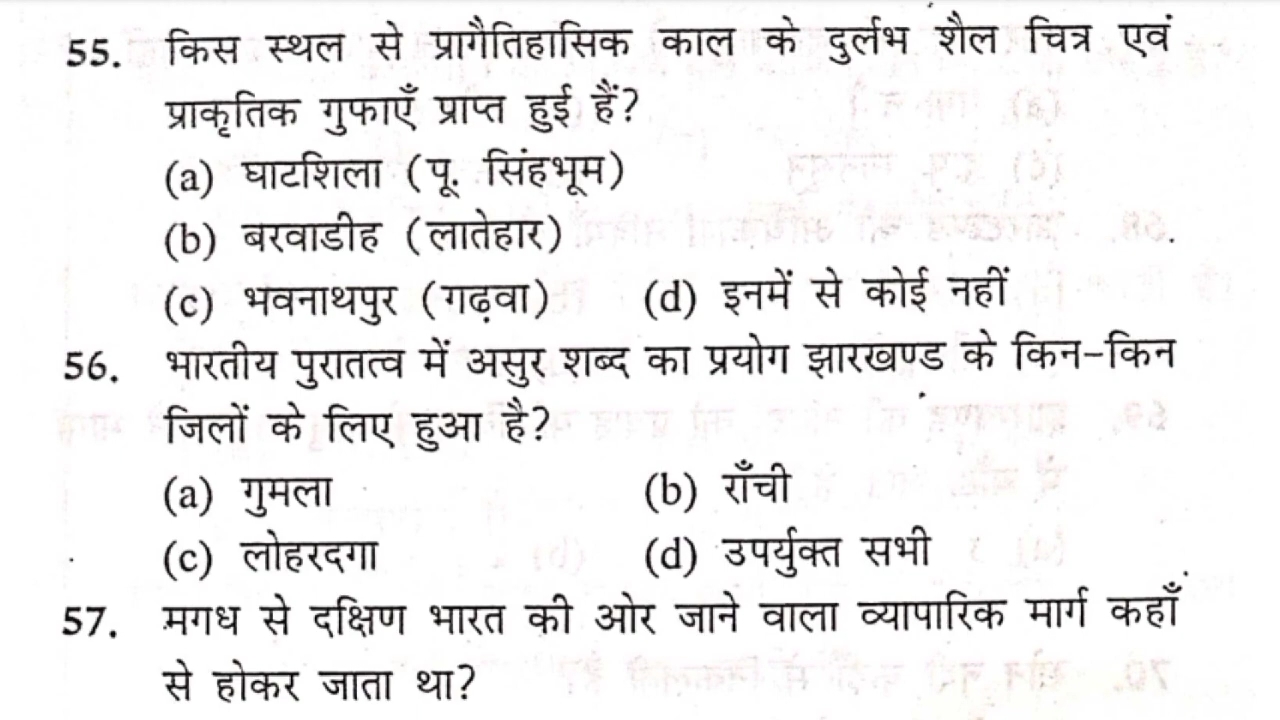 55. किस स्थल से प्रागैतिहासिक काल के दुर्लभ शैल चित्र एवं
प्राकृतिक गुफाएँ प्राप्त हुई हैं?
(a) घाटशिला (पू. सिंहभूम)
(b) बरवाडीह (लातेहार)
(c) भवनाथपुर (गढ़वा) (d) इनमें से कोई नहीं
56. भारतीय पुरातत्व में असुर शब्द का प्रयोग झारखण्ड के किन-किन
जिलों के लिए हुआ है?
(a) गुमला (b) राँची
(c) लोहरदगा (d) उपर्युक्त सभी
57. मगध से दक्षिण भारत की ओर जाने वाला व्यापारिक मार्ग कहाँ
से होकर जाता था?